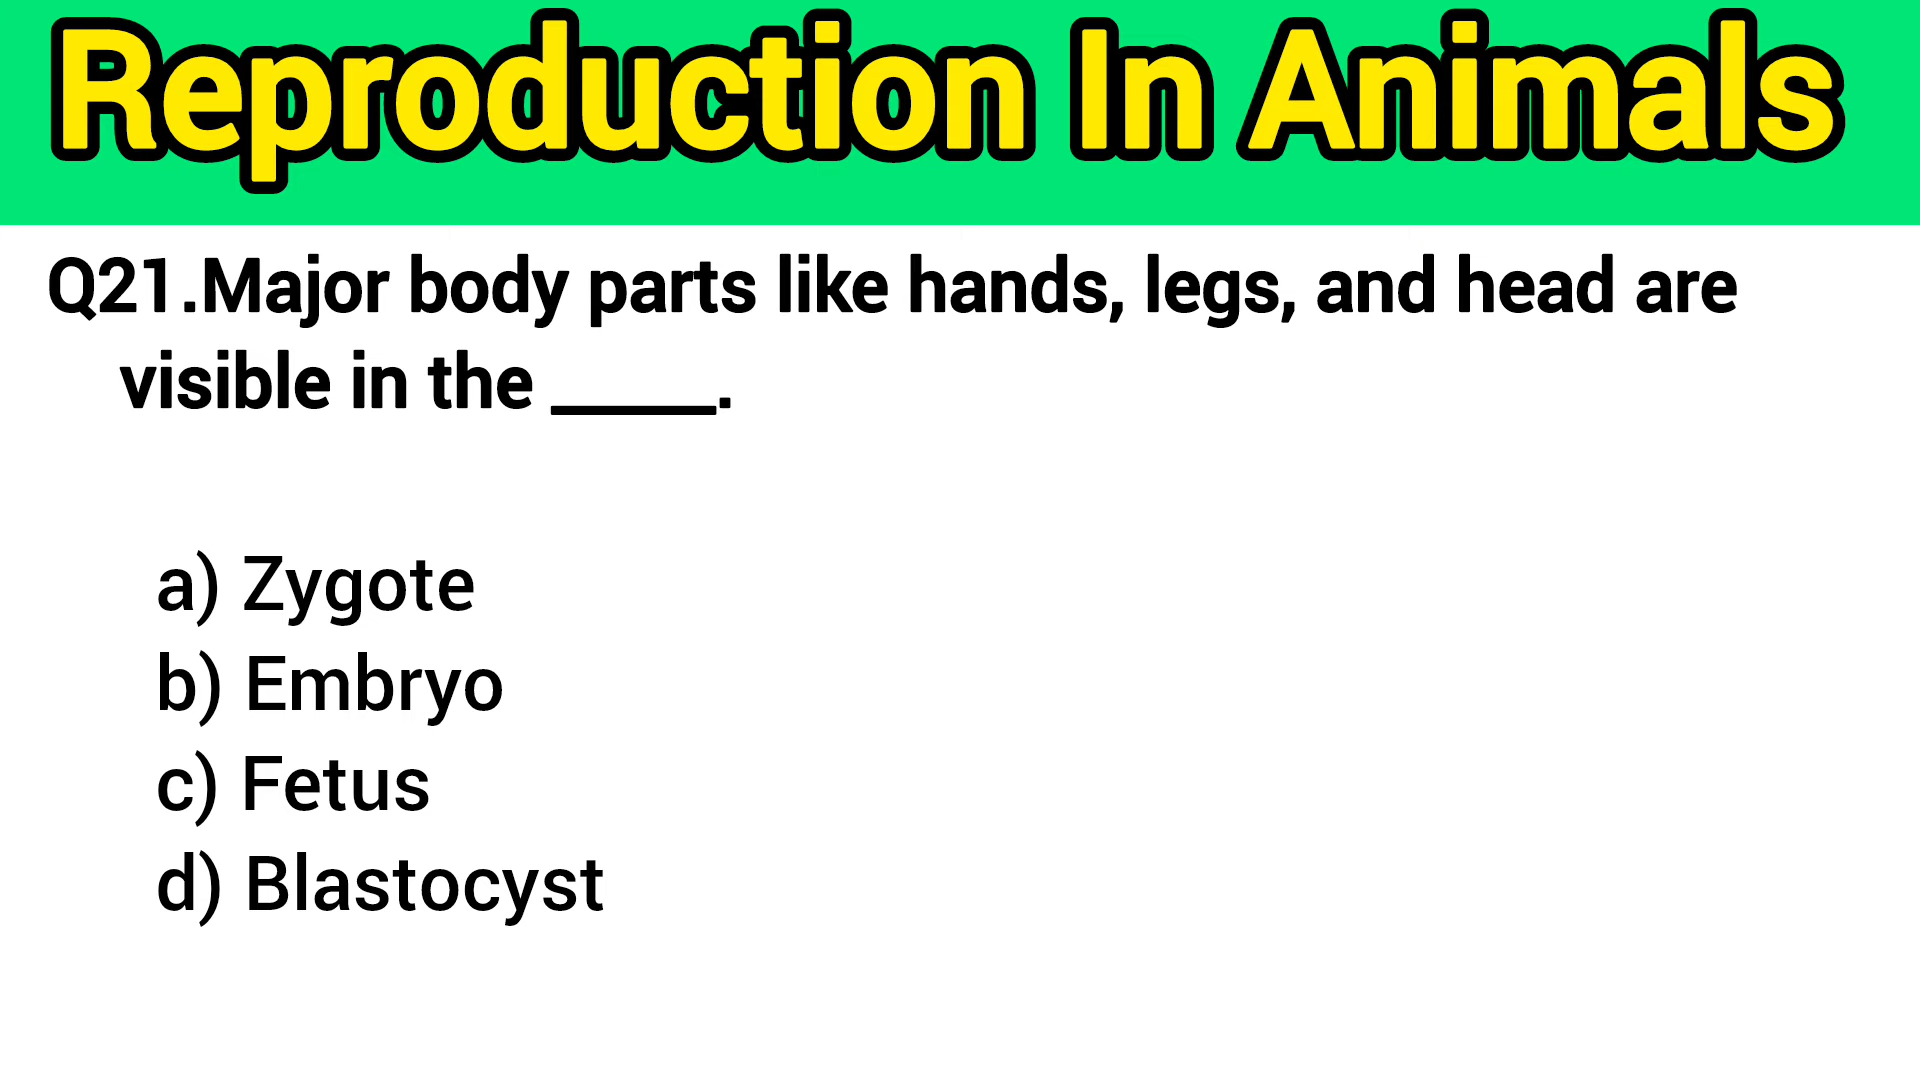 Reproduction In Animals
Q21.Major body parts like hands, legs, and head are
visible in the _____.
a) Zygote
b) Embryo
c) Fetus
d) Blastocyst